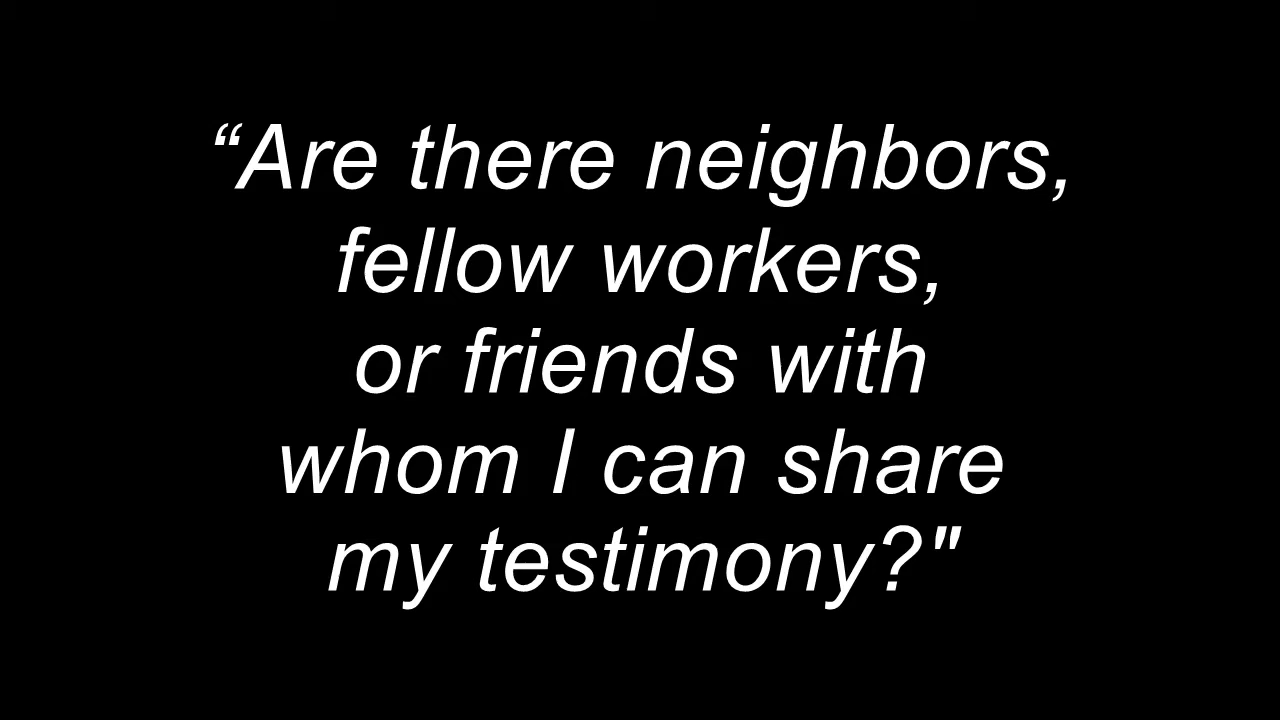 “Are there neighbors,
fellow workers,
or friends with
whom I can share
my testimony?"